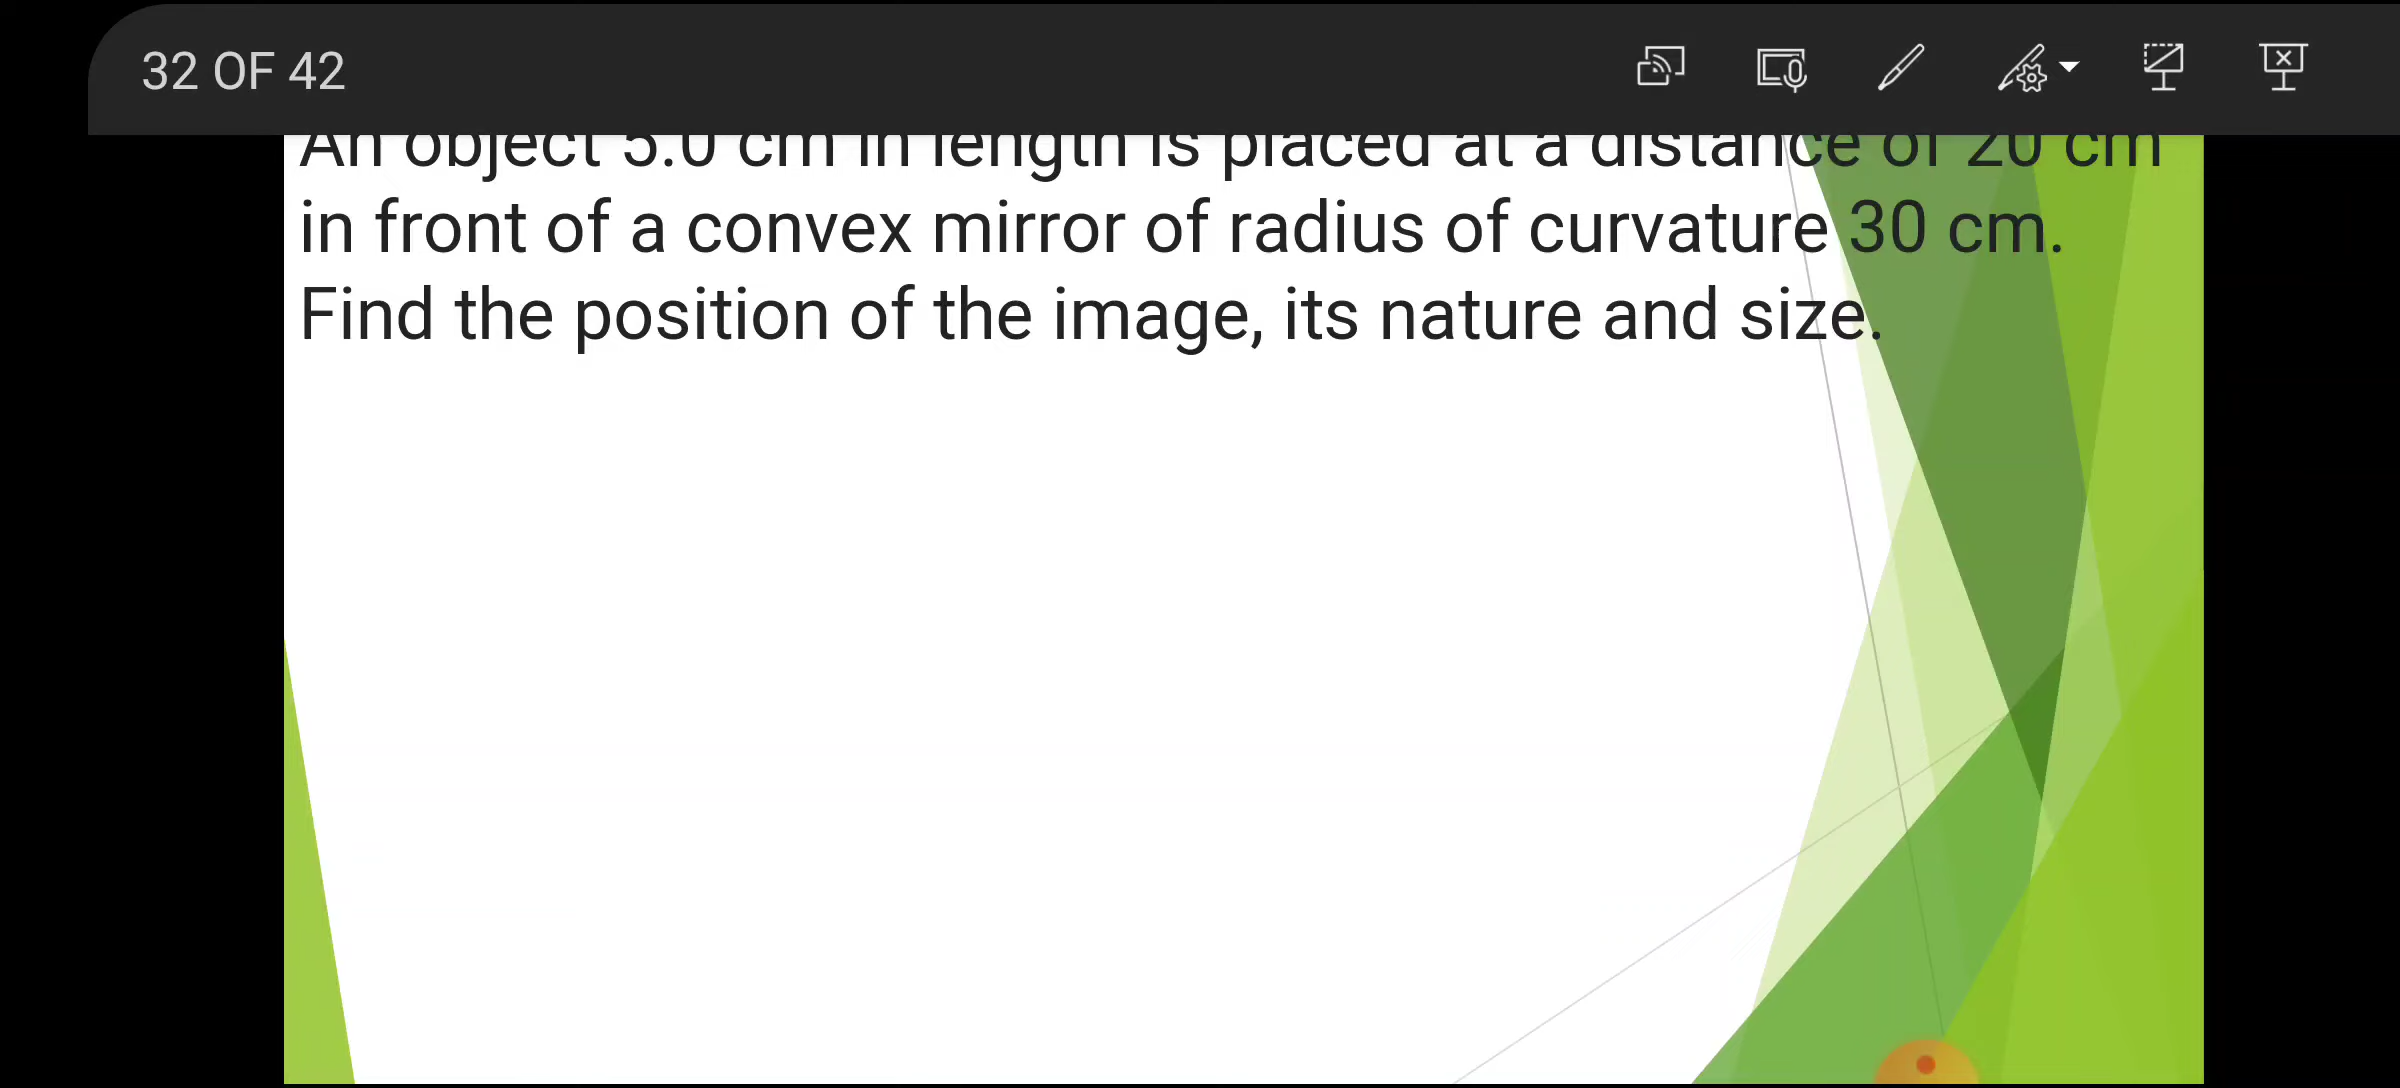 32 OF 42
An object 5.0 cm in length is placed at a distance of 20 cm
in front of a convex mirror of radius of curvature 30 cm.
Find the position of the image, its nature and size.